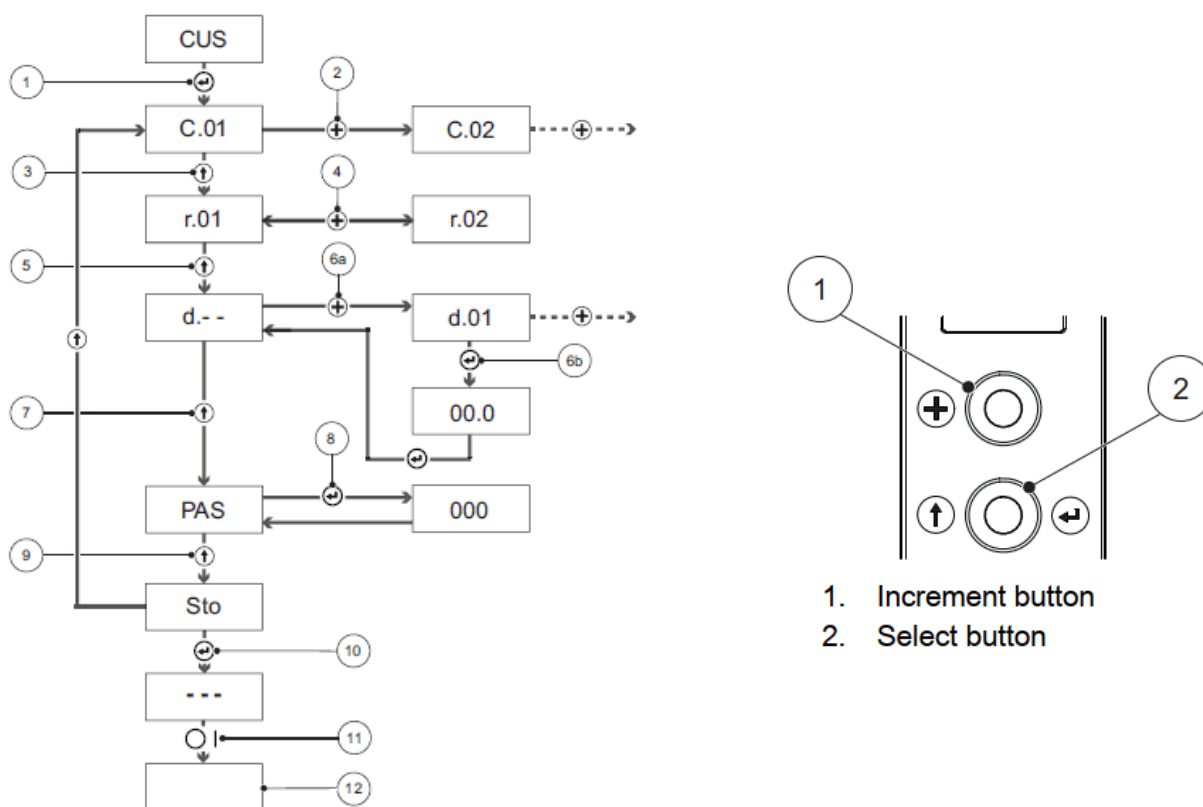 CUS
1
2
C.01
C.02
3
4
r.01
r.02
5
6a
d.- -
d.01
6b
7
00.0
8
PAS
000
9
Sto
10
- - -
11
12
1
2
1. Increment button
2. Select button